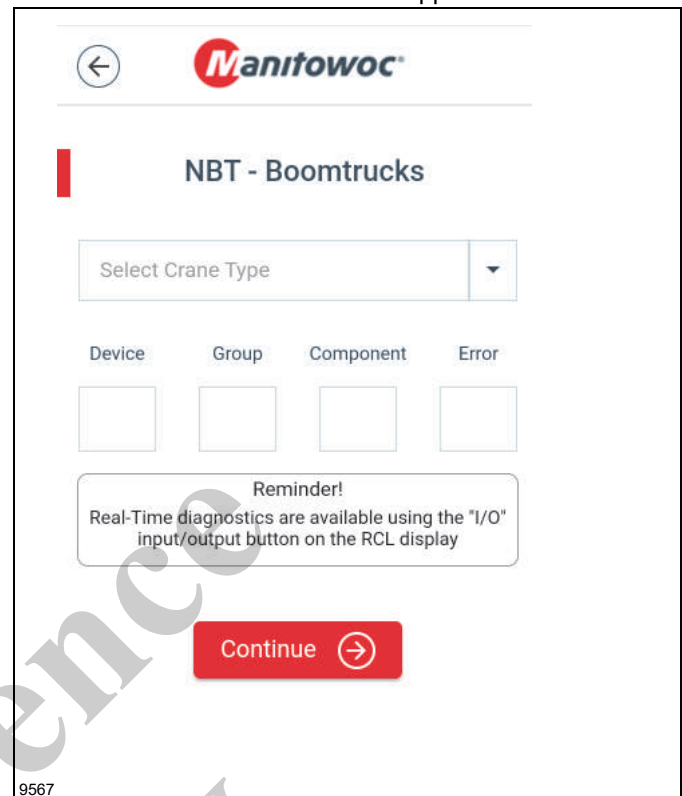 Manitowoc
NBT - Boomtrucks
Select Crane Type
Device Group Component Error
Reminder!
Real-Time diagnostics are available using the "I/O"
input/output button on the RCL display
Continue
ence
9567